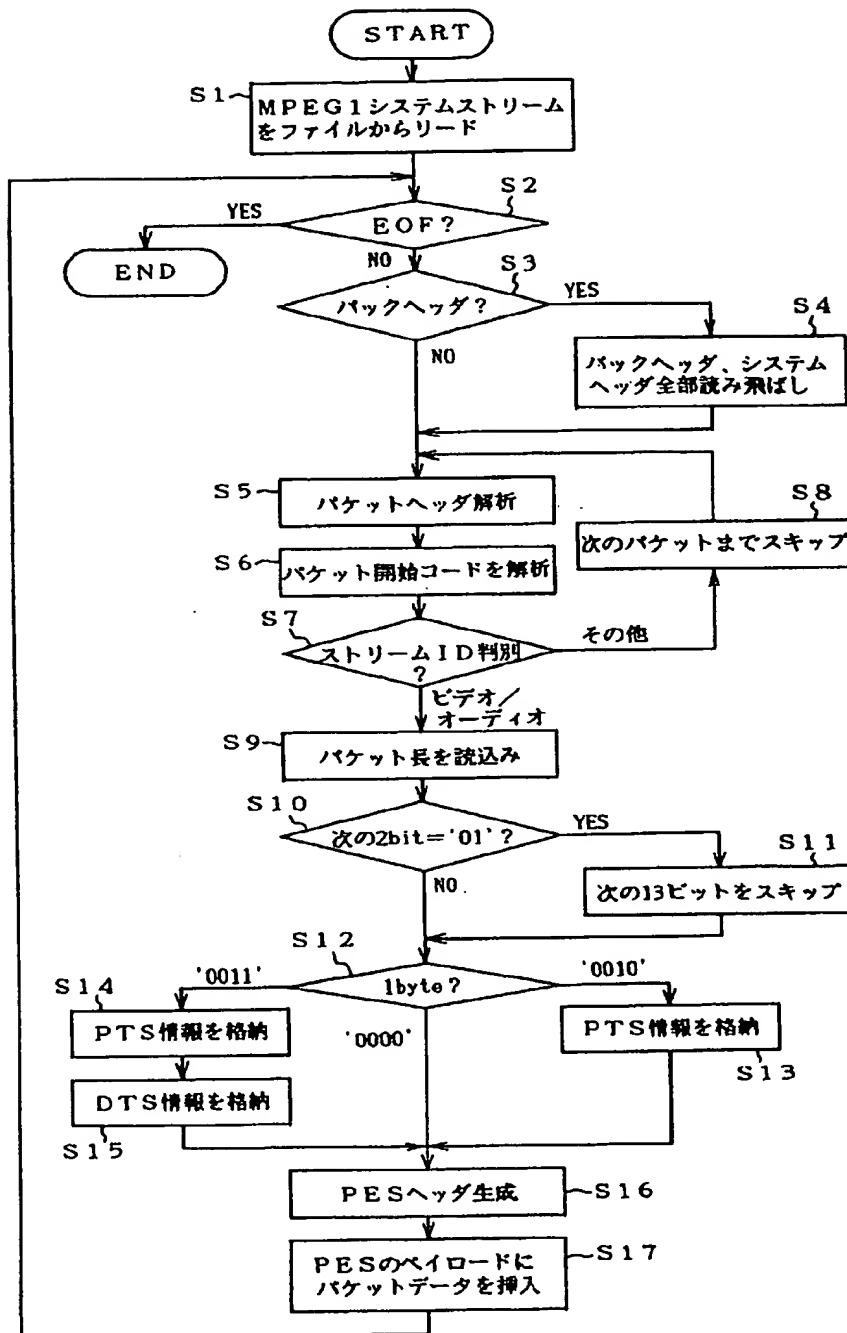 START
S1
MPEG1システムストリーム
をファイルからリード
S2
YES
EOF?
END
NO
S3
パックヘッダ?
YES
S4
NO
パックヘッダ、システム
ヘッダ全部読み飛ばし
S5
パケットヘッダ解析
S8
次のパケットまでスキップ
S6
パケット開始コードを解析
S7
ストリームID判別
?
その他
ビデオ/
オーディオ
S9
パケット長を読込み
S10
次の2bit='01'?
YES
S11
NO
次の13ビットをスキップ
S12
'0011'
1byte?
'0010'
S14
PTS情報を格納
'0000'
PTS情報を格納
S13
DTS情報を格納
S15
PESヘッダ生成
S16
S17
PESのペイロードに
パケットデータを挿入